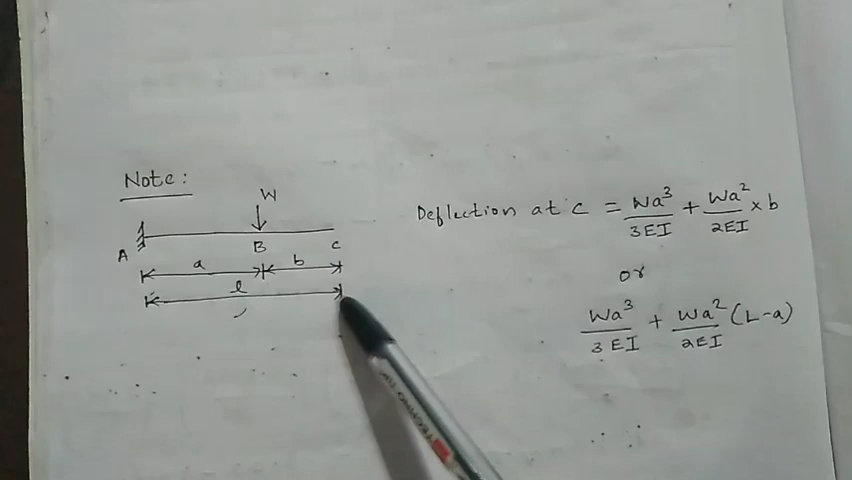 Note:
W
A B C
a b
l
Deflection at C = Wa³/3EI + Wa²/2EI × b
or
Wa³/3EI + Wa²/2EI (L-a)